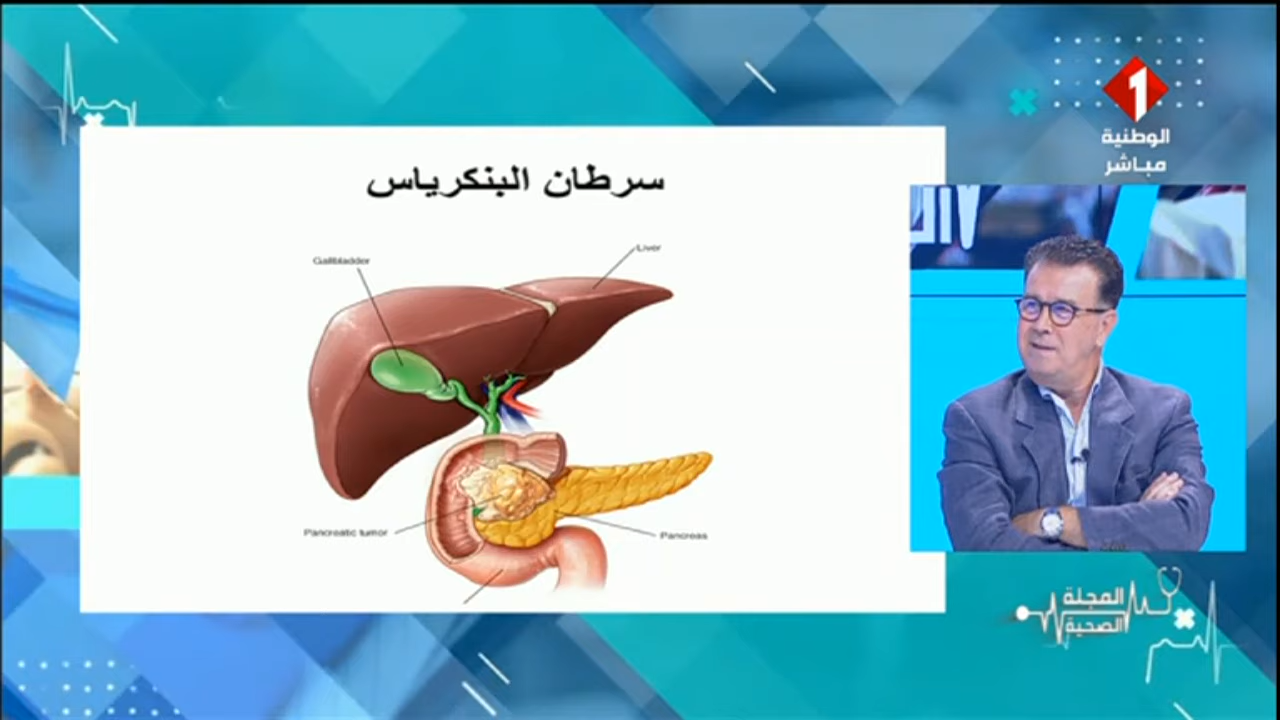 1
الوطنية
مباشر
سرطان البنكرياس
Liver
Gallbladder
Pancreatic tumor
Pancreas
المجلة
الصحية